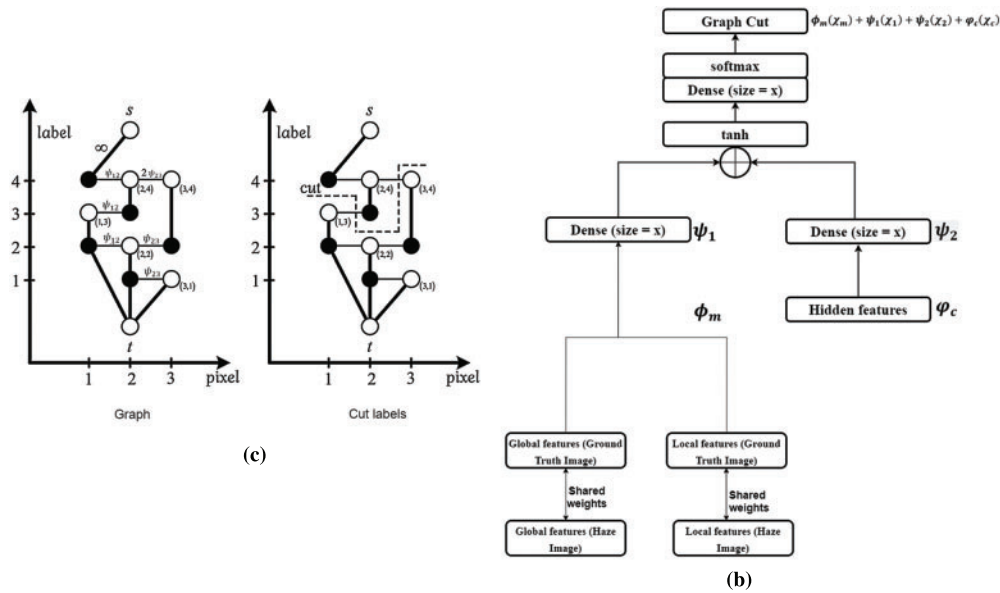 s
label
∞
ψ₁₂
2ψ₂₃
4
(2,4)
(3,4)
ψ₁₂
3
(1,3)
ψ₁₂
ψ₂₃
2
(2,2)
ψ₂₃
1
(3,1)
t
1 2 3 pixel
Graph
s
label
4
(2,4)
(3,4)
cut
3
(1,3)
2
(2,2)
1
(3,1)
t
1 2 3 pixel
Cut labels
(c)
Graph Cut
ϕₘ(χₘ) + ψ₁(χ₁) + ψ₂(χ₂) + φ_c(χ_c)
softmax
Dense (size = x)
tanh
Dense (size = x)
ψ₁
Dense (size = x)
ψ₂
ϕₘ
Hidden features
φ_c
Global features (Ground
Truth Image)
Local features (Ground
Truth Image)
Shared
weights
Shared
weights
Global features (Haze
Image)
Local features (Haze
Image)
(b)